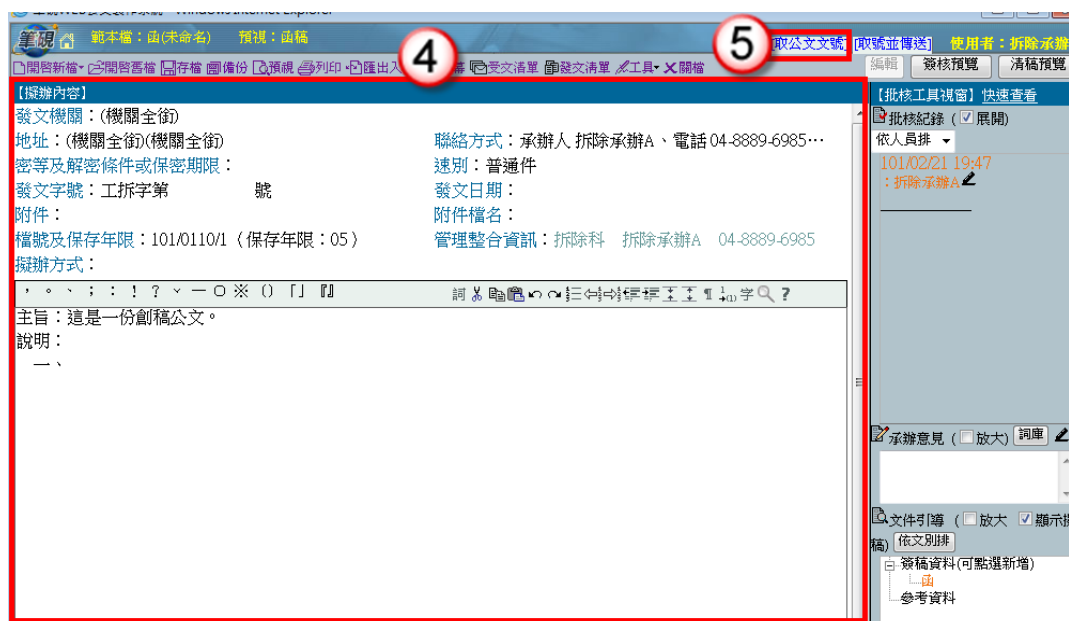 Windows Internet Explorer
筆硯 範本檔：函(未命名) 預視：函稿 [取公文文號] [取號並傳送] 使用者：拆除承辦
4
5
開啓新檔 開啓舊檔 存檔 備份 預視 列印 匯出入 受文清單 發文清單 工具 關檔 編輯 簽核預覽 清稿預覽
【擬辦內容】
發文機關：(機關全銜)
地址：(機關全銜)(機關全銜) 聯絡方式：承辦人 拆除承辦A、電話 04-8889-6985…
密等及解密條件或保密期限： 速別：普通件
發文字號：工拆字第 號 發文日期：
附件： 附件檔名：
檔號及保存年限：101/0110/1（保存年限：05） 管理整合資訊：拆除科 拆除承辦A 04-8889-6985
擬辦方式：
，。、；：！？ˇ—○※（）「」『』 詞 字 ?
主旨：這是一份創稿公文。
說明：
一、
【批核工具視窗】快速查看
批核紀錄 (展開)
依人員排
101/02/21 19:47
：拆除承辦A
承辦意見 (放大) 詞庫
文件引導 (放大 顯示擬
稿) 依文別排
簽稿資料(可點選新增)
函
參考資料